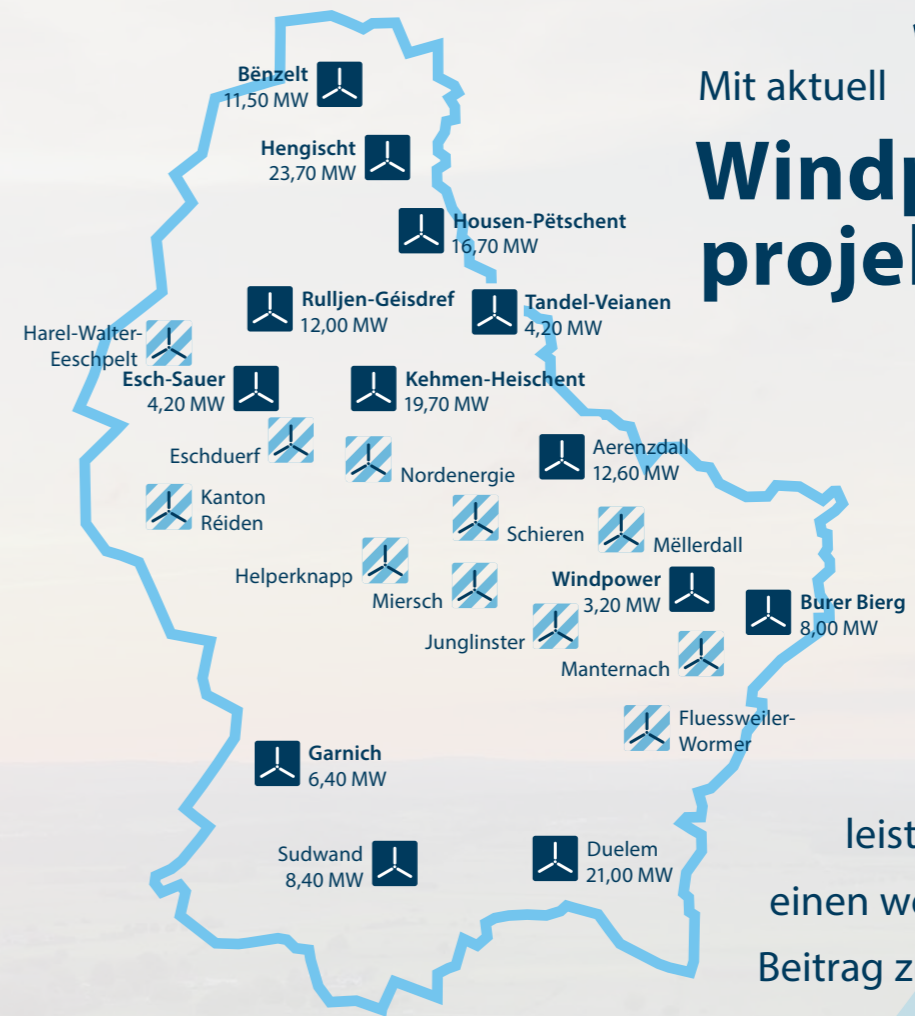 Mit aktuell
Bënzelt
11,50 MW
Hengischt
23,70 MW
Housen-Pëtschent
16,70 MW
Rulljen-Géisdref
12,00 MW
Tandel-Veianen
4,20 MW
Harel-Walter-
Eeschpelt
Esch-Sauer
4,20 MW
Kehmen-Heischent
19,70 MW
Eschduerf
Nordenergie
Aerenzdall
12,60 MW
Kanton
Réiden
Schieren
Mëllerdall
Helperknapp
Miersch
Windpower
3,20 MW
Burer Bierg
8,00 MW
Junglinster
Manternach
Fluessweiler-
Wormer
Garnich
6,40 MW
Sudwand
8,40 MW
Duelem
21,00 MW
leist
einen
Beitrag